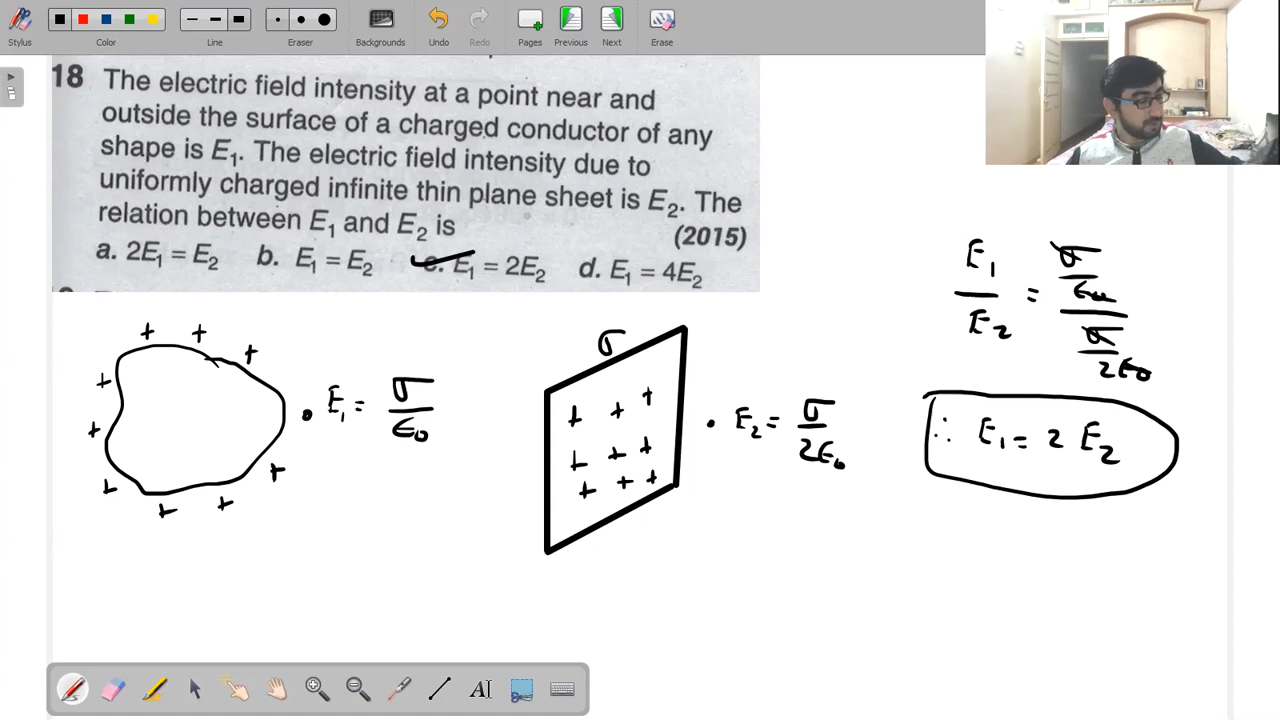 Stylus
Color
Line
Eraser
Backgrounds
Undo
Redo
Pages
Previous
Next
Erase
18 The electric field intensity at a point near and
outside the surface of a charged conductor of any
shape is E₁. The electric field intensity due to
uniformly charged infinite thin plane sheet is E₂. The
relation between E₁ and E₂ is (2015)
a. 2E₁ = E₂ b. E₁ = E₂ c. E₁ = 2E₂ d. E₁ = 4E₂
+ + + + + + + + +
E₁ = σ/ε₀
σ
+ + +
+ + +
+ + +
E₂ = σ/2ε₀
E₁/E₂ = (σ/ε₀)/(σ/2ε₀)
∴ E₁ = 2 E₂
A